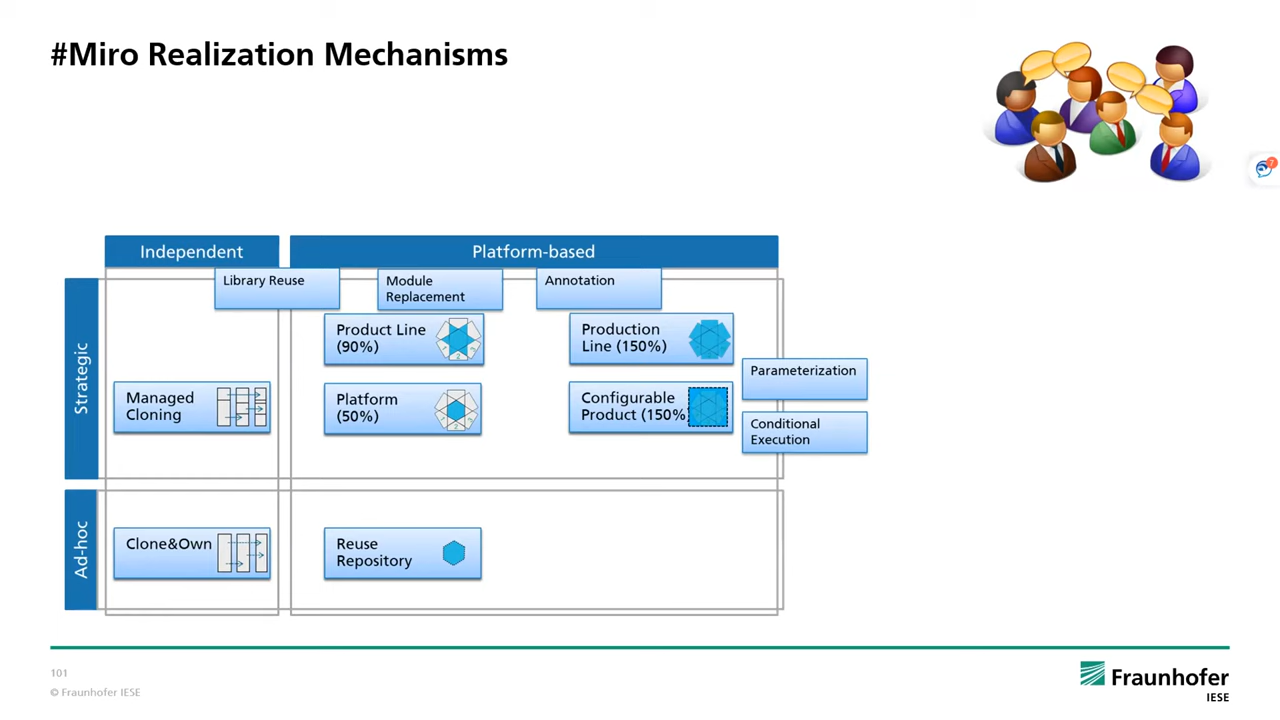 #Miro Realization Mechanisms
7
Independent
Platform-based
Library Reuse
Module
Replacement
Annotation
Strategic
Product Line
(90%)
Production
Line (150%)
Parameterization
Managed
Cloning
Platform
(50%)
Configurable
Product (150%
Conditional
Execution
Ad-hoc
Clone&Own
Reuse
Repository
101
© Fraunhofer IESE
Fraunhofer
IESE